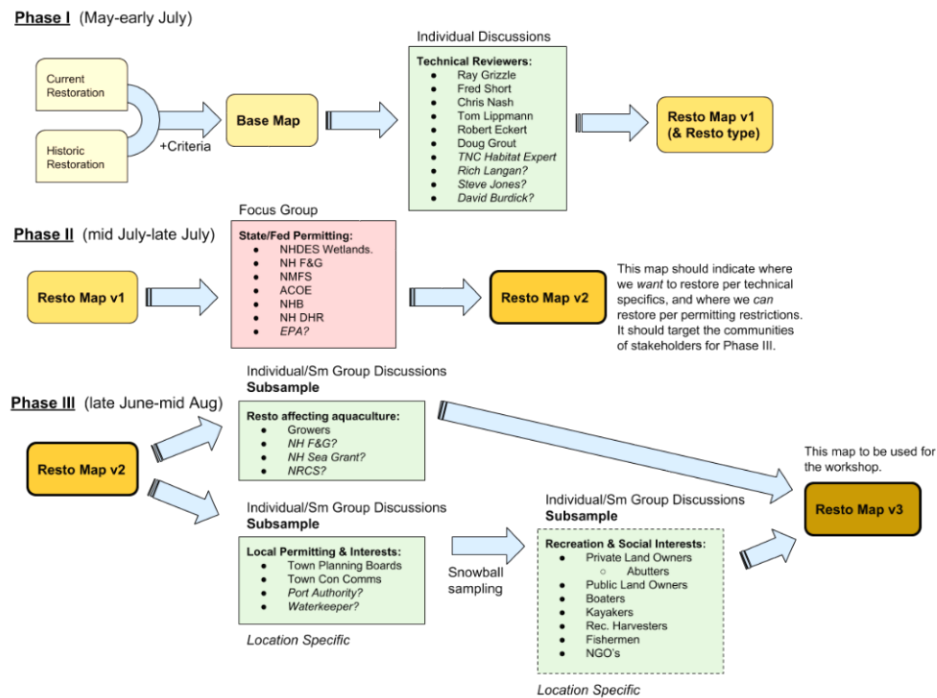 Phase I (May-early July)
Current
Restoration
Historic
Restoration
+Criteria
Base Map
Individual Discussions
Technical Reviewers:
● Ray Grizzle
● Fred Short
● Chris Nash
● Tom Lippmann
● Robert Eckert
● Doug Grout
● TNC Habitat Expert
● Rich Langan?
● Steve Jones?
● David Burdick?
Resto Map v1
(& Resto type)
Phase II (mid July-late July)
Resto Map v1
Focus Group
State/Fed Permitting:
● NHDES Wetlands.
● NH F&G
● NMFS
● ACOE
● NHB
● NH DHR
● EPA?
Resto Map v2
This map should indicate where
we want to restore per technical
specifics, and where we can
restore per permitting restrictions.
It should target the communities
of stakeholders for Phase III.
Phase III (late June-mid Aug)
Resto Map v2
Individual/Sm Group Discussions
Subsample
Resto affecting aquaculture:
● Growers
● NH F&G?
● NH Sea Grant?
● NRCS?
Individual/Sm Group Discussions
Subsample
Local Permitting & Interests:
● Town Planning Boards
● Town Con Comms
● Port Authority?
● Waterkeeper?
Location Specific
Snowball
sampling
Individual/Sm Group Discussions
Subsample
Recreation & Social Interests:
● Private Land Owners
○ Abutters
● Public Land Owners
● Boaters
● Kayakers
● Rec. Harvesters
● Fishermen
● NGO's
Location Specific
This map to be used for
the workshop.
Resto Map v3